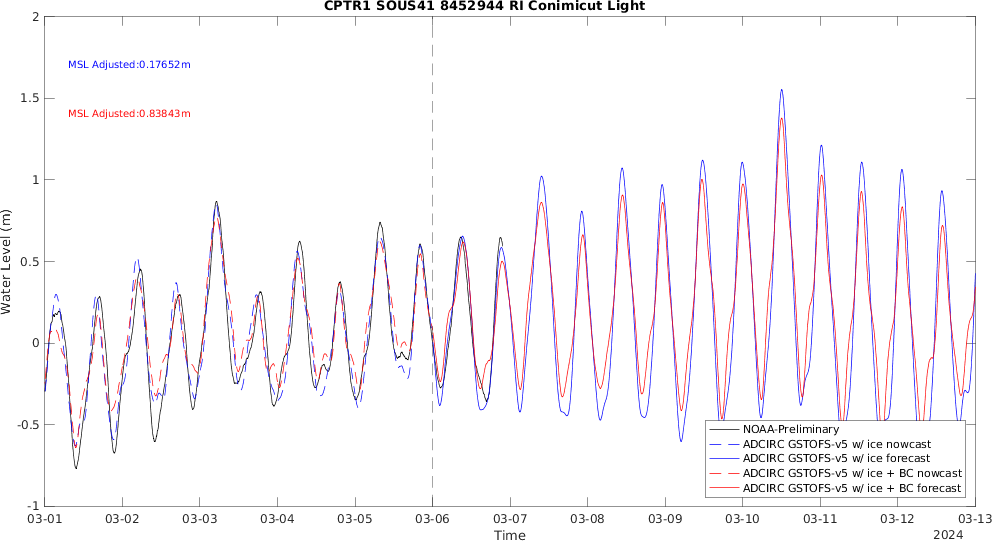 CPTR1 SOUS41 8452944 RI Conimicut Light
2
MSL Adjusted:0.17652m
1.5
MSL Adjusted:0.83843m
1
0.5
Water Level (m)
0
-0.5
NOAA-Preliminary
ADCIRC GSTOFS-v5 w/ ice nowcast
ADCIRC GSTOFS-v5 w/ ice forecast
ADCIRC GSTOFS-v5 w/ ice + BC nowcast
ADCIRC GSTOFS-v5 w/ ice + BC forecast
-1
03-01 03-02 03-03 03-04 03-05 03-06 03-07 03-08 03-09 03-10 03-11 03-12 03-13
Time
2024